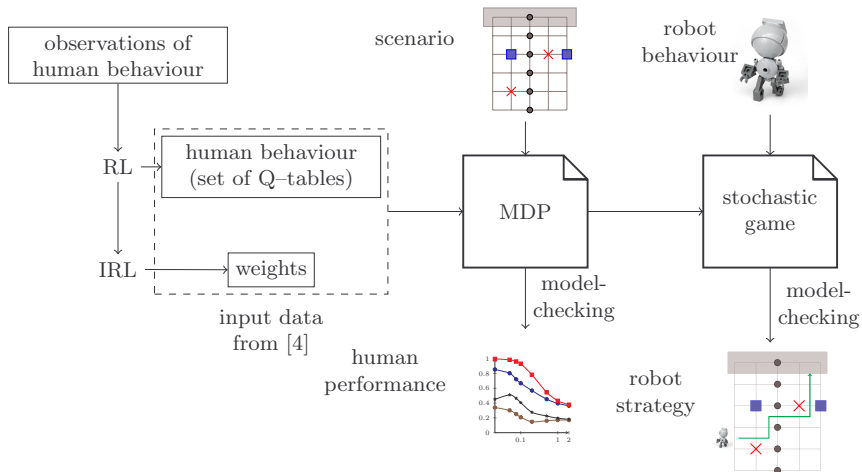 observations of
human behaviour
scenario
robot
behaviour
RL
human behaviour
(set of Q–tables)
MDP
stochastic
game
IRL
weights
input data
from [4]
model-
checking
model-
checking
human
performance
1
0.8
0.6
0.4
0.2
0
0.1
1
2
robot
strategy